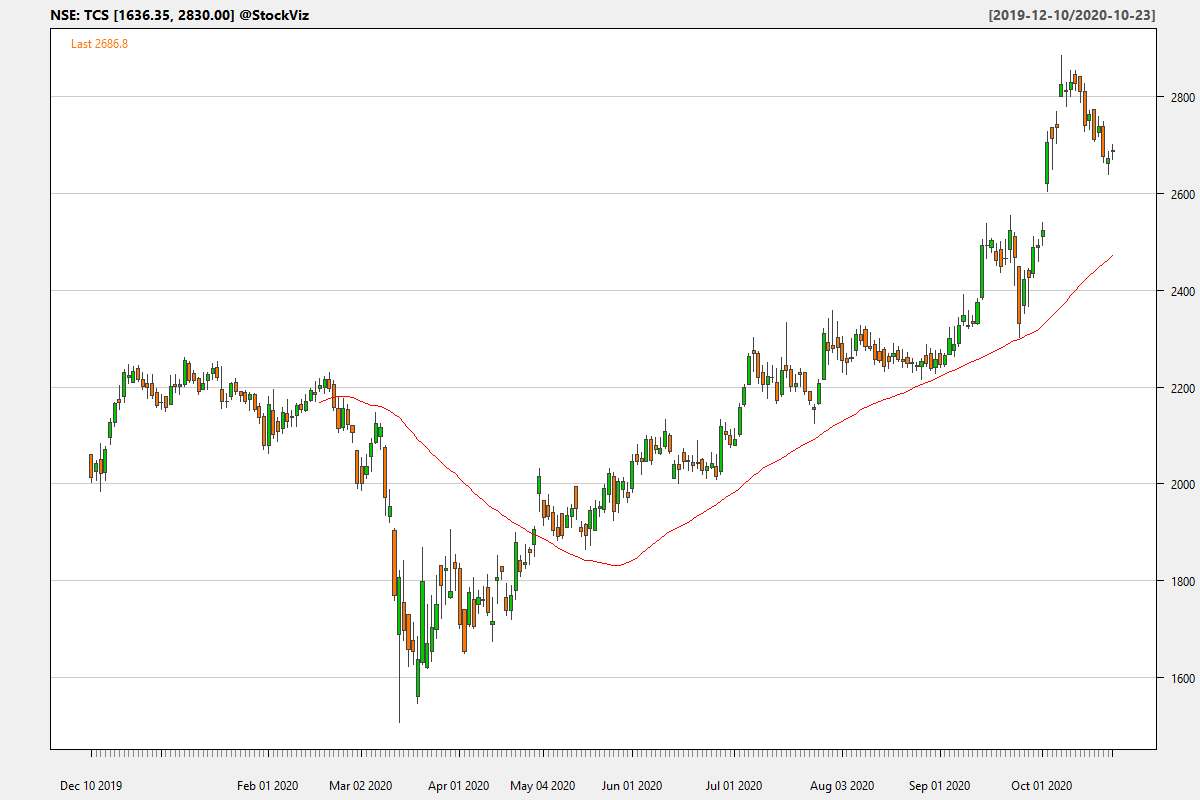 NSE: TCS [1636.35, 2830.00] @StockViz
[2019-12-10/2020-10-23]
Last 2686.8
2800
2600
2400
2200
2000
1800
1600
Dec 10 2019
Feb 01 2020
Mar 02 2020
Apr 01 2020
May 04 2020
Jun 01 2020
Jul 01 2020
Aug 03 2020
Sep 01 2020
Oct 01 2020